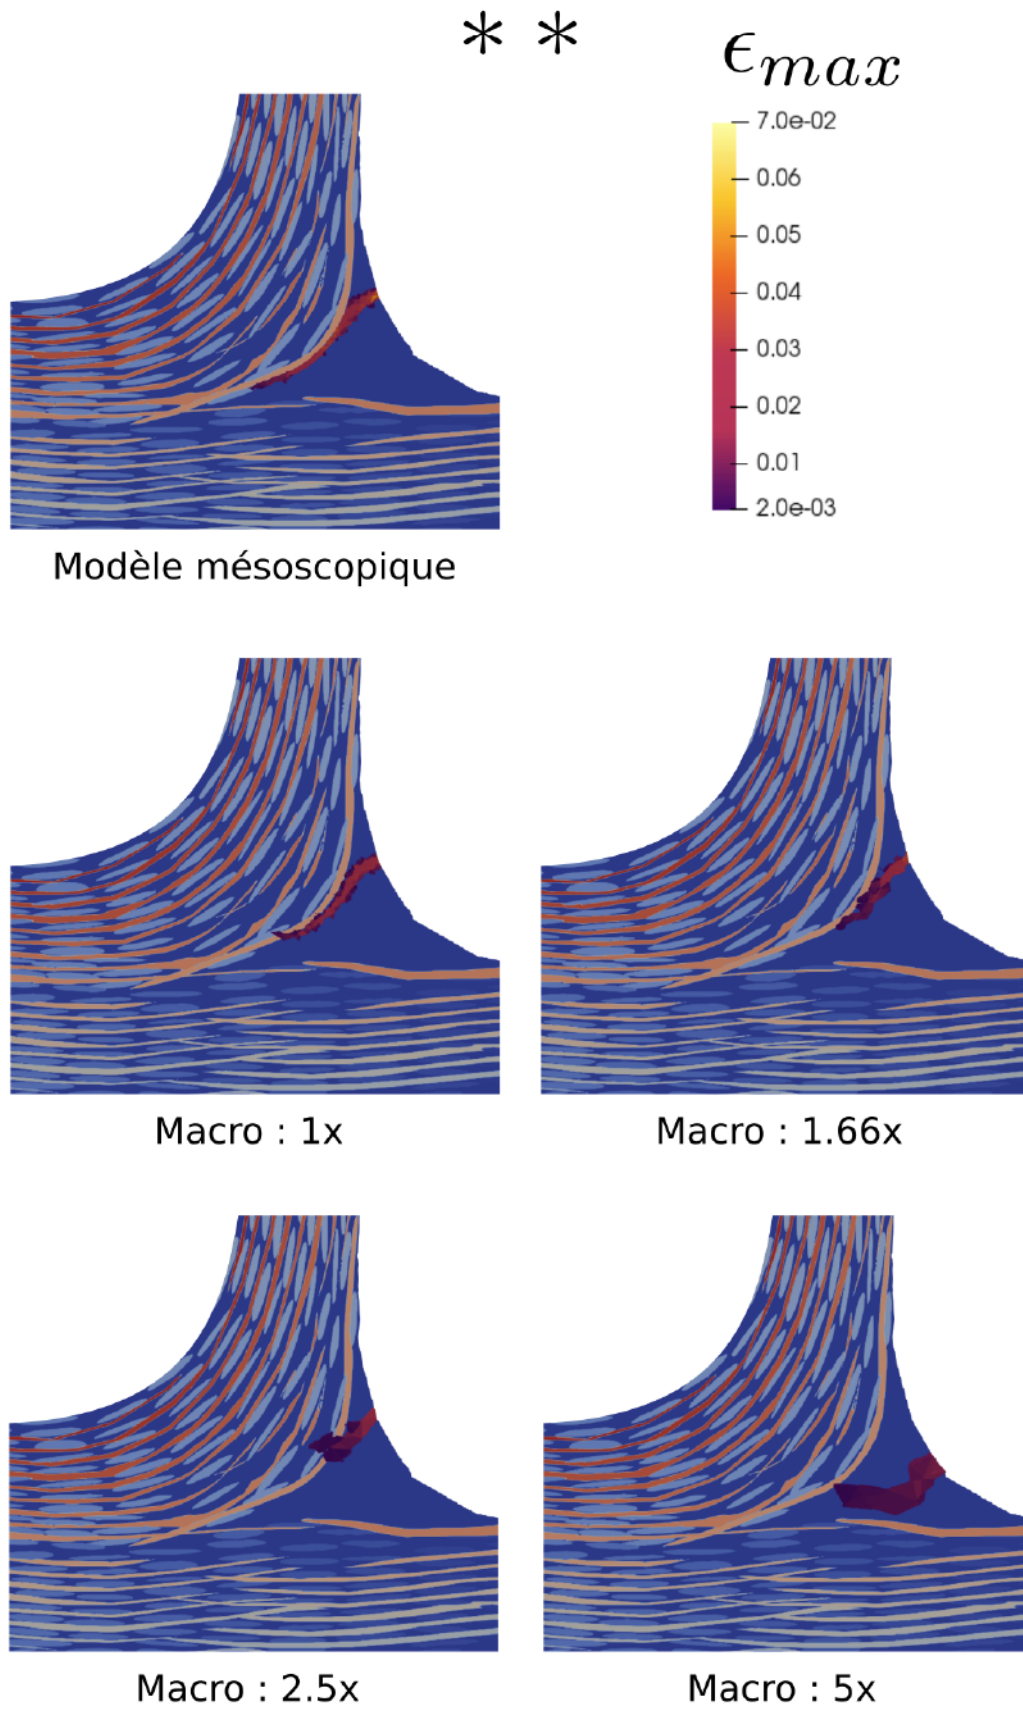 * *
ϵmax
7.0e-02
0.06
0.05
0.04
0.03
0.02
0.01
2.0e-03
Modèle mésoscopique
Macro : 1x
Macro : 1.66x
Macro : 2.5x
Macro : 5x